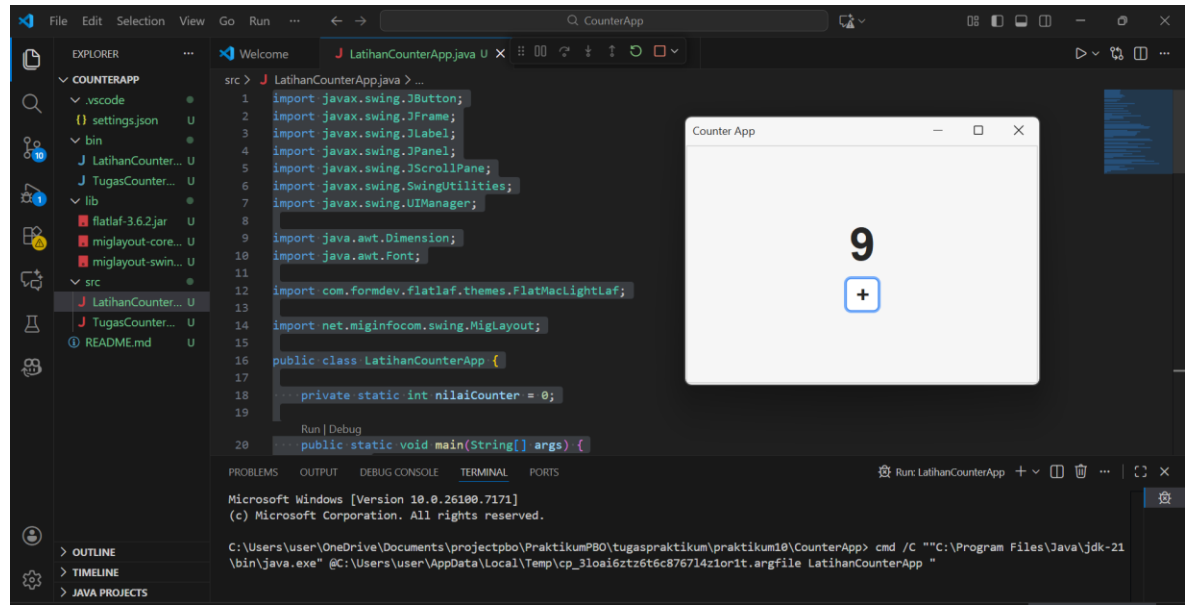 File Edit Selection View Go Run ··· CounterApp
EXPLORER ···
COUNTERAPP
.vscode
{} settings.json U
bin
J LatihanCounter... U
J TugasCounter... U
lib
flatlaf-3.6.2.jar U
miglayout-core... U
miglayout-swin... U
src
J LatihanCounter... U
J TugasCounter... U
README.md U
OUTLINE
TIMELINE
JAVA PROJECTS
10
1
Welcome J LatihanCounterApp.java U
src > J LatihanCounterApp.java > ...
1 import javax.swing.JButton;
2 import javax.swing.JFrame;
3 import javax.swing.JLabel;
4 import javax.swing.JPanel;
5 import javax.swing.JScrollPane;
6 import javax.swing.SwingUtilities;
7 import javax.swing.UIManager;
8
9 import java.awt.Dimension;
10 import java.awt.Font;
11
12 import com.formdev.flatlaf.themes.FlatMacLightLaf;
13
14 import net.miginfocom.swing.MigLayout;
15
16 public class LatihanCounterApp {
17
18 private static int nilaiCounter = 0;
19
Run | Debug
20 public static void main(String[] args) {
Counter App
9
+
PROBLEMS OUTPUT DEBUG CONSOLE TERMINAL PORTS Run: LatihanCounterApp
Microsoft Windows [Version 10.0.26100.7171]
(c) Microsoft Corporation. All rights reserved.
C:\Users\user\OneDrive\Documents\projectpbo\PraktikumPBO\tugaspraktikum\praktikum10\CounterApp> cmd /C ""C:\Program Files\Java\jdk-21
\bin\java.exe" @C:\Users\user\AppData\Local\Temp\cp_3loai6ztz6t6c8767l4z1or1t.argfile LatihanCounterApp "